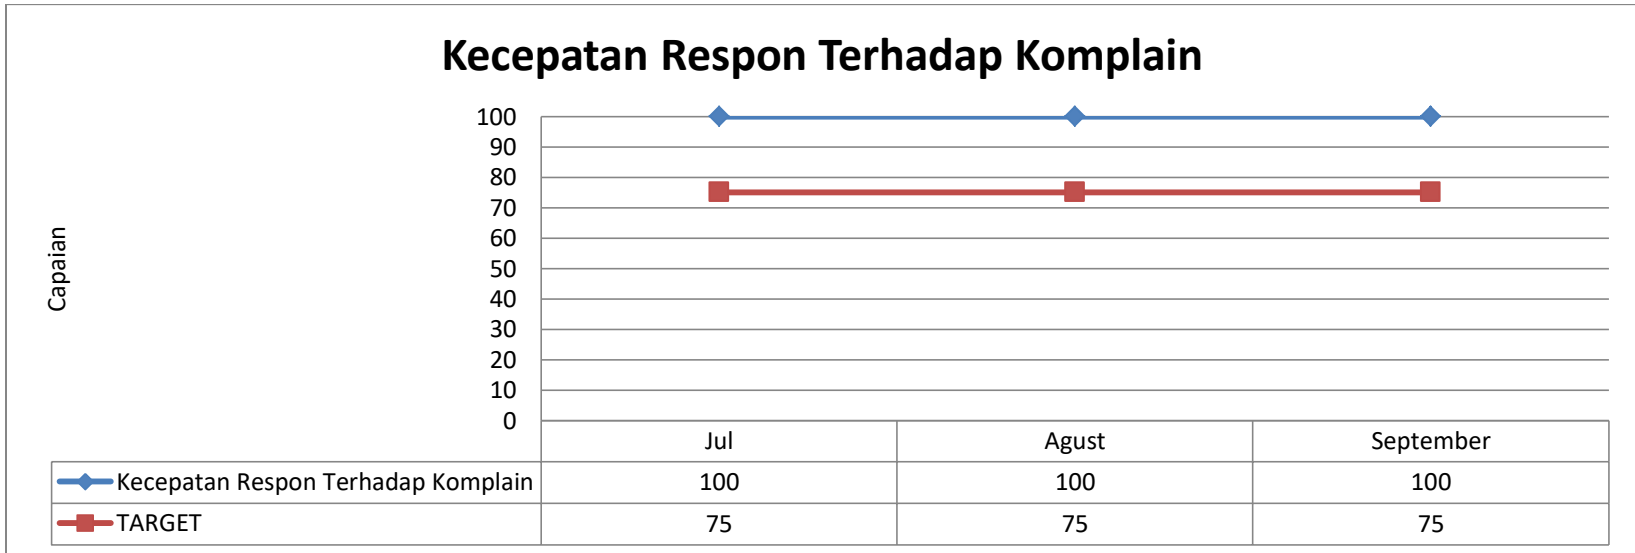 Kecepatan Respon Terhadap Komplain
Capaian
100
90
80
70
60
50
40
30
20
10
0
Jul Agust September
Kecepatan Respon Terhadap Komplain 100 100 100
TARGET 75 75 75